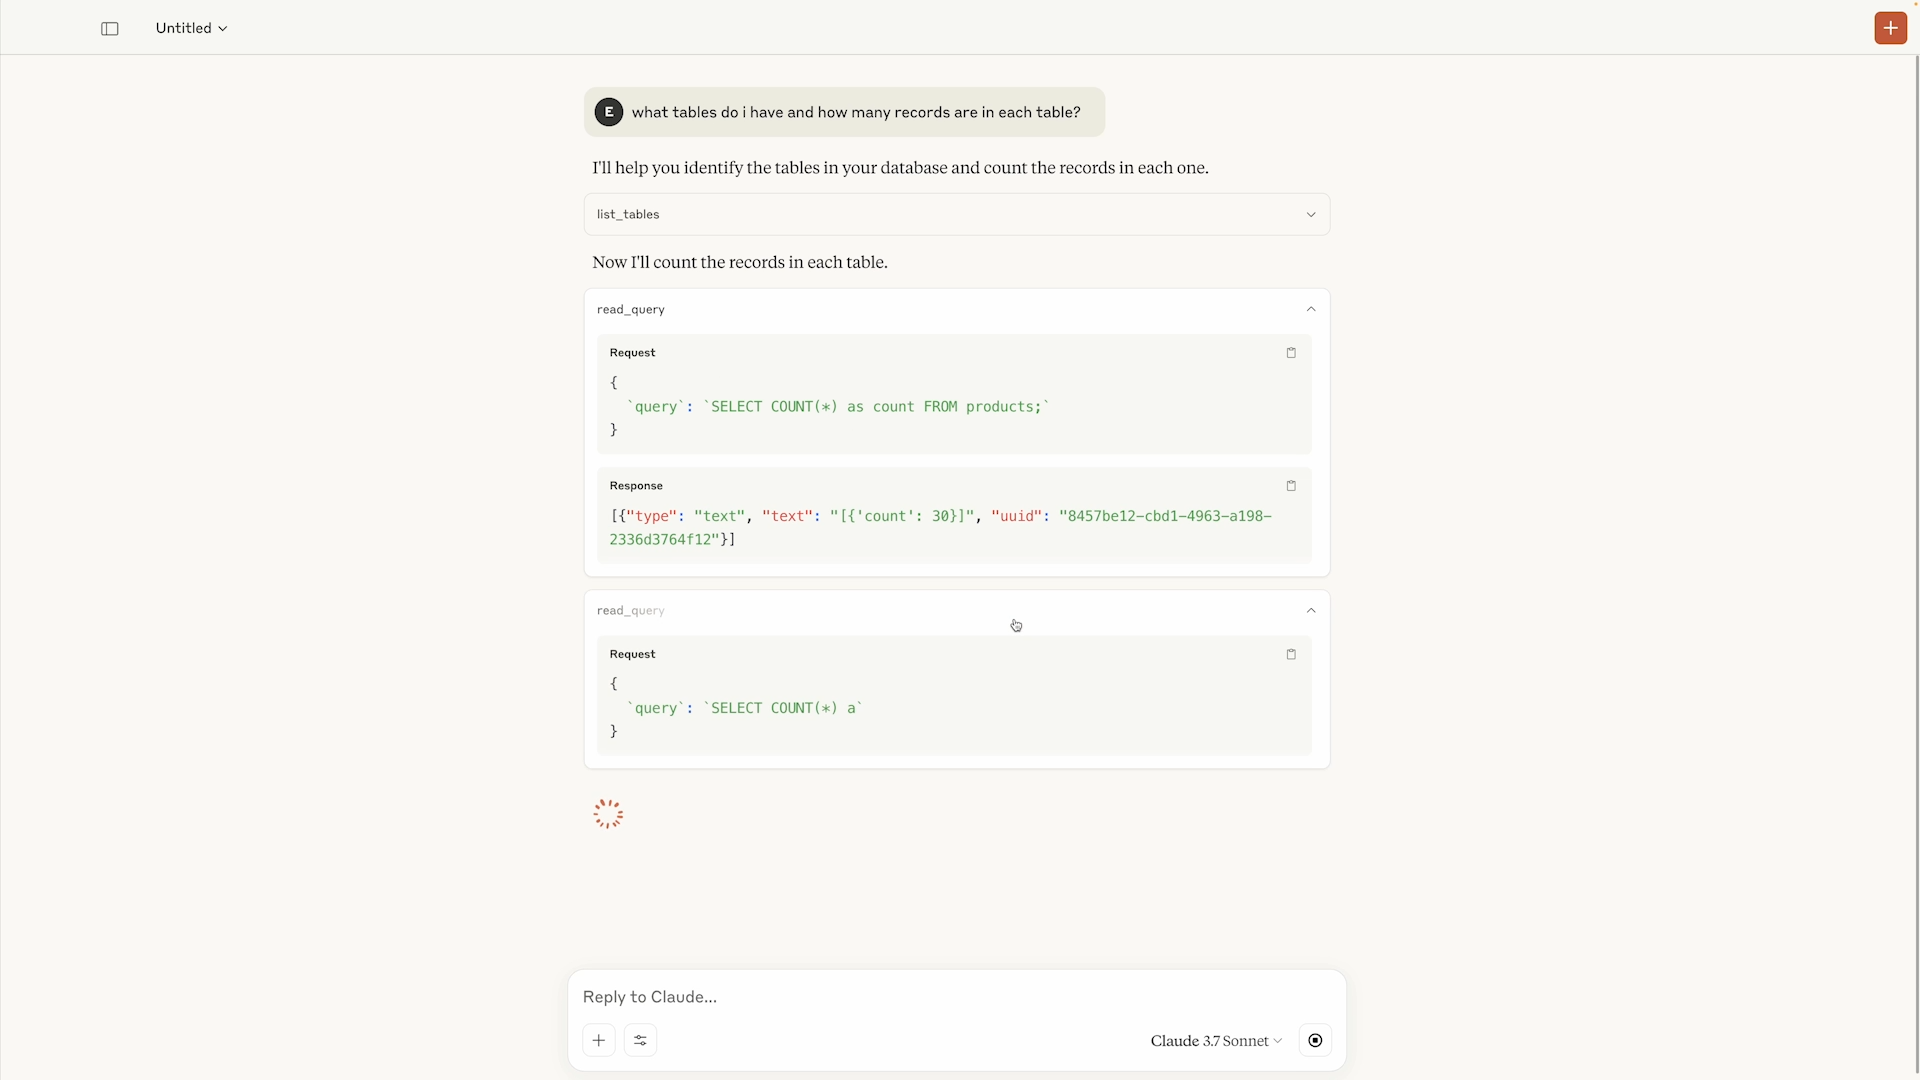 Untitled
E
what tables do i have and how many records are in each table?
I'll help you identify the tables in your database and count the records in each one.
list_tables
Now I'll count the records in each table.
read_query
Request
{
`query`: `SELECT COUNT(*) as count FROM products;`
}
Response
[{"type": "text", "text": "[{'count': 30}]", "uuid": "8457be12-cbd1-4963-a198-
2336d3764f12"}]
read_query
Request
{
`query`: `SELECT COUNT(*) a`
}
Reply to Claude...
Claude 3.7 Sonnet